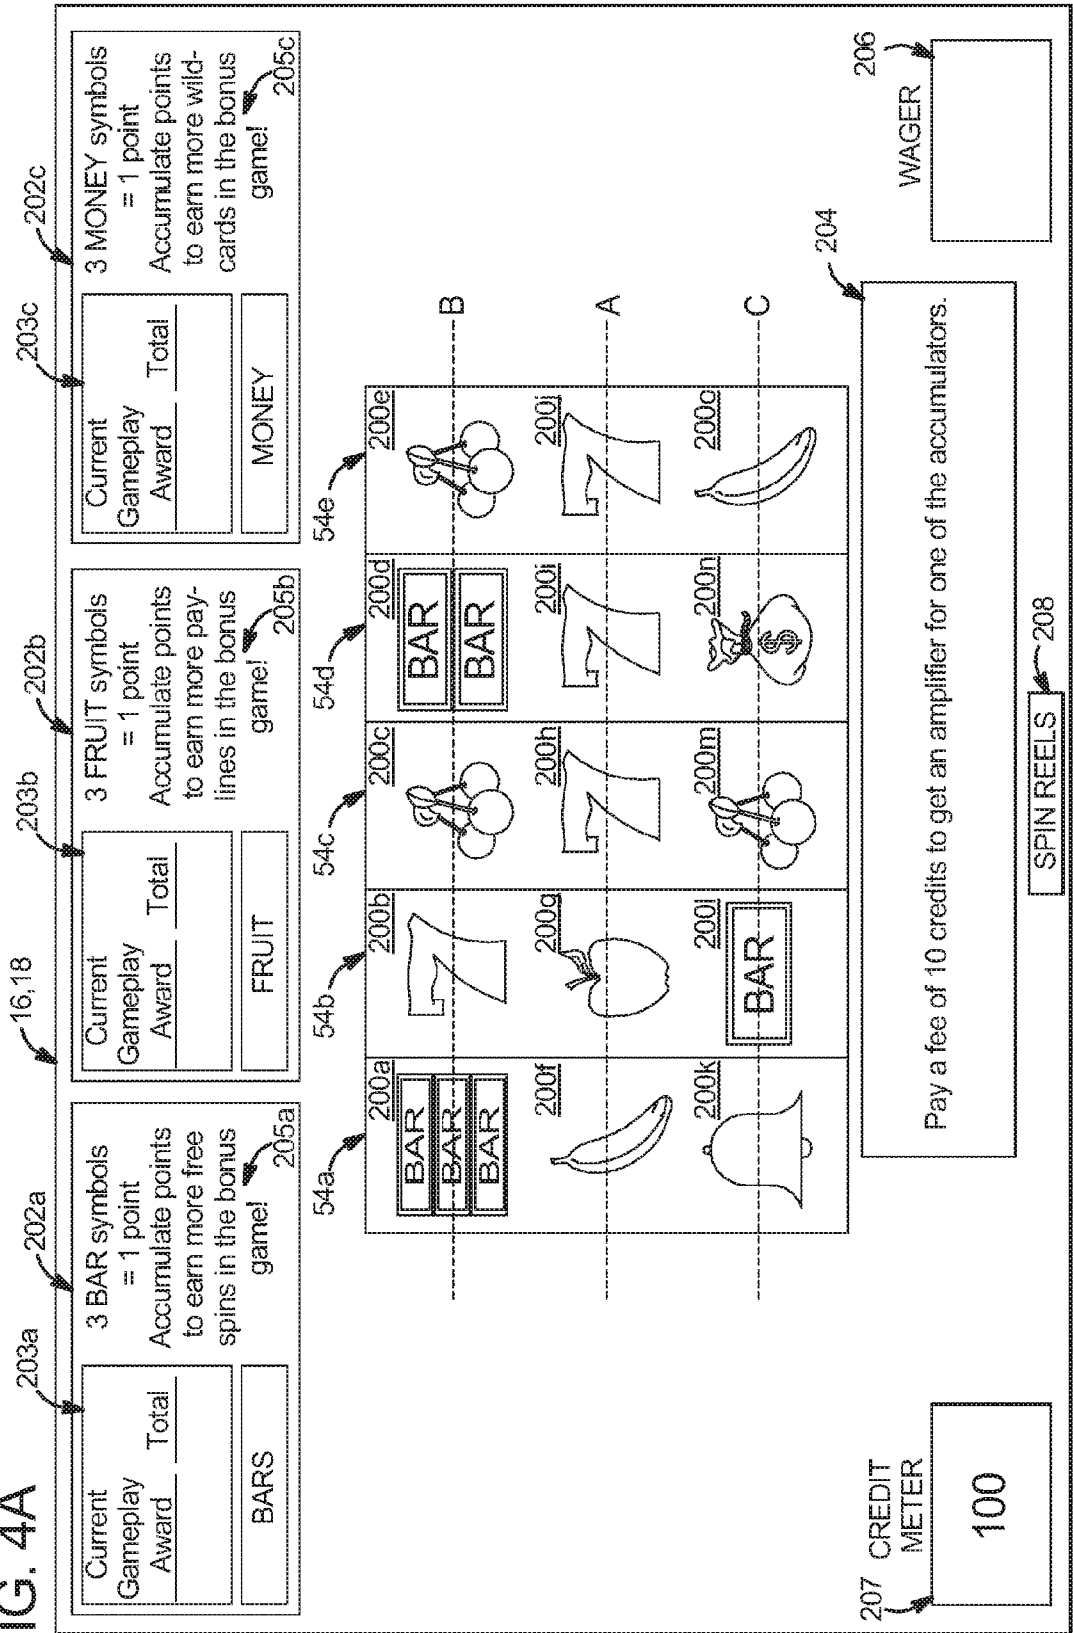 IG. 4A
16,18
203a
202a
203b
202b
203c
202c
Current
Gameplay
Award
Total
BARS
3 BAR symbols
= 1 point
Accumulate points
to earn more free
spins in the bonus
game!
205a
Current
Gameplay
Award
Total
FRUIT
3 FRUIT symbols
= 1 point
Accumulate points
to earn more pay-
lines in the bonus
game!
205b
Current
Gameplay
Award
Total
MONEY
3 MONEY symbols
= 1 point
Accumulate points
to earn more wild-
cards in the bonus
game!
205c
54a
54b
54c
54d
54e
200a
200b
200c
200d
200e
BAR
BAR
BAR
BAR
BAR
B
200f
200g
200h
200i
200j
A
200k
200l
200m
200n
200o
BAR
$
C
204
Pay a fee of 10 credits to get an amplifier for one of the accumulators.
207
CREDIT
METER
100
SPIN REELS
208
WAGER
206